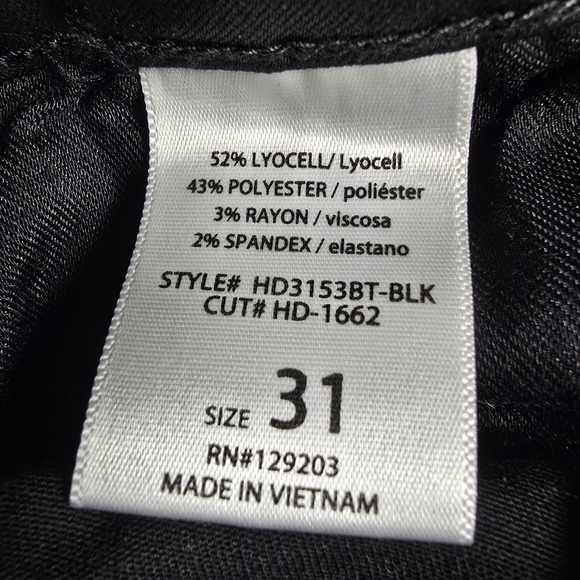 52% LYOCELL/ Lyocell
43% POLYESTER / poliéster
3% RAYON / viscosa
2% SPANDEX / elastano
STYLE# HD3153BT-BLK
CUT# HD-1662
SIZE 31
RN#129203
MADE IN VIETNAM